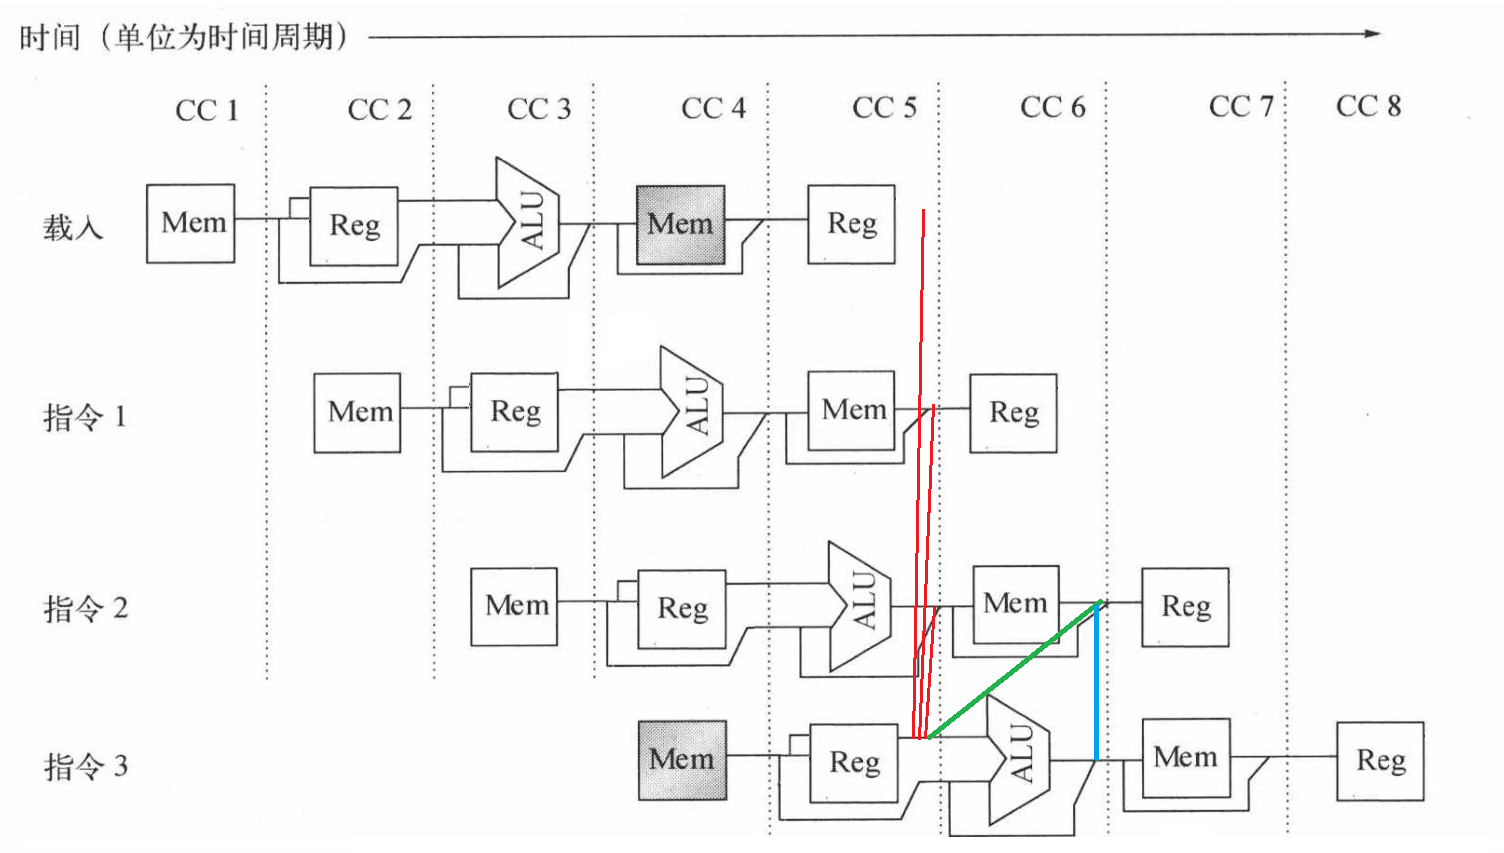 时间（单位为时间周期）
CC 1 CC 2 CC 3 CC 4 CC 5 CC 6 CC 7 CC 8
载入 Mem Reg ALU Mem Reg
指令 1 Mem Reg ALU Mem Reg
指令 2 Mem Reg ALU Mem Reg
指令 3 Mem Reg ALU Mem Reg